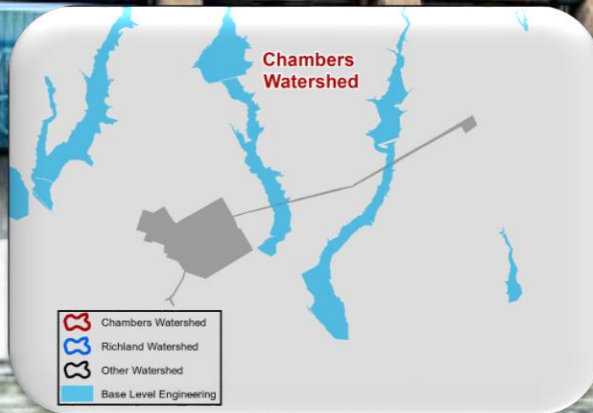 Chambers
Watershed
Chambers Watershed
Richland Watershed
Other Watershed
Base Level Engineering